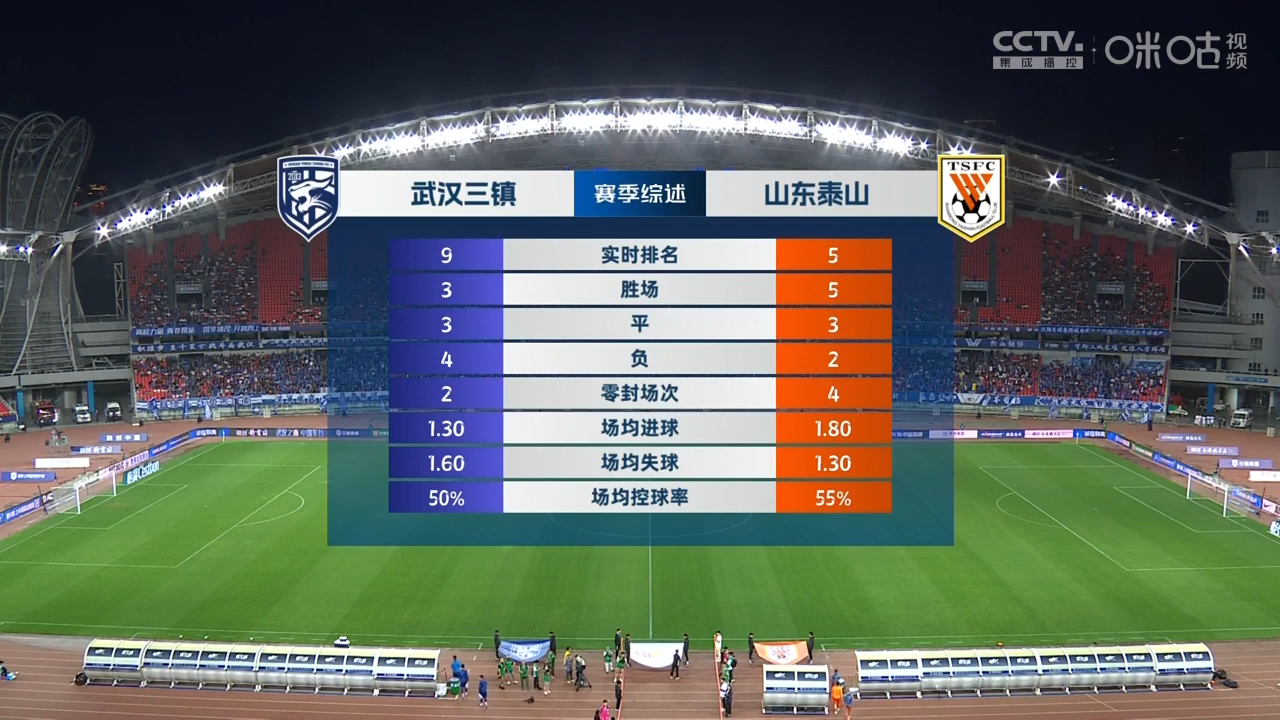 CCTV. 咪咕视频
集成播控
TSFC
武汉三镇 赛季综述 山东泰山
9 实时排名 5
3 胜场 5
3 平 3
4 负 2
2 零封场次 4
1.30 场均进球 1.80
1.60 场均失球 1.30
50% 场均控球率 55%